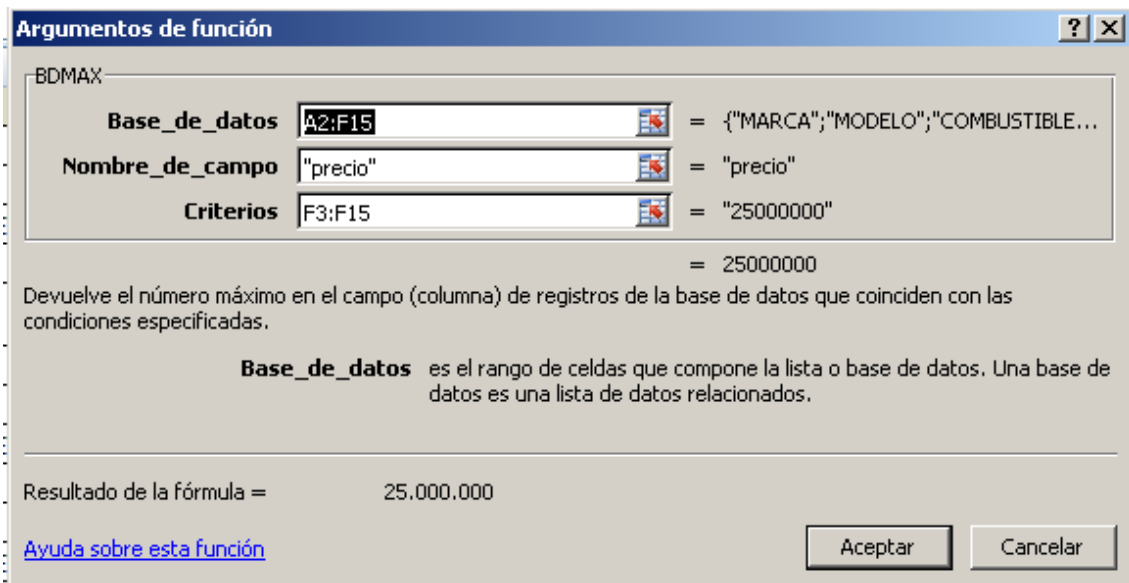 Argumentos de función
BDMAX
Base_de_datos A2:F15 = {"MARCA";"MODELO";"COMBUSTIBLE...
Nombre_de_campo "precio" = "precio"
Criterios F3:F15 = "25000000"
= 25000000
Devuelve el número máximo en el campo (columna) de registros de la base de datos que coinciden con las
condiciones especificadas.
Base_de_datos es el rango de celdas que compone la lista o base de datos. Una base de
datos es una lista de datos relacionados.
Resultado de la fórmula = 25.000.000
Ayuda sobre esta función Aceptar Cancelar